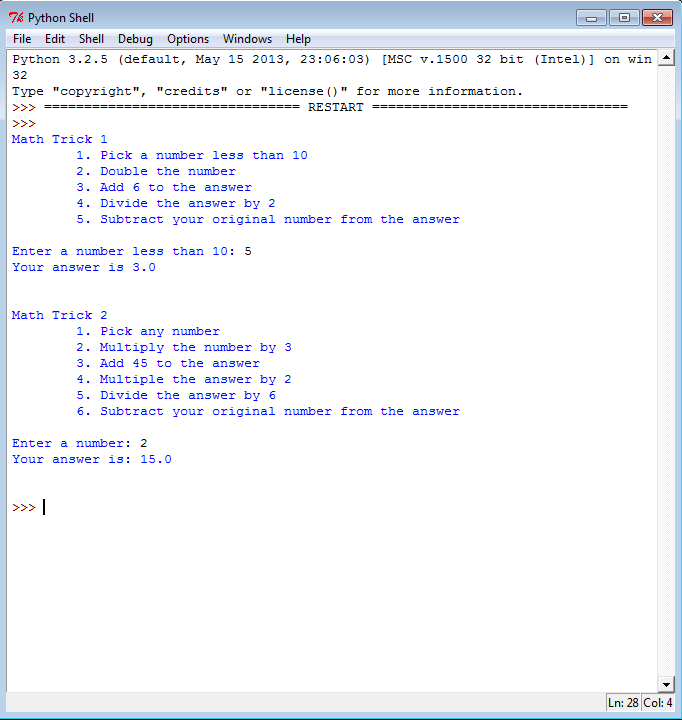 Python Shell
File Edit Shell Debug Options Windows Help
Python 3.2.5 (default, May 15 2013, 23:06:03) [MSC v.1500 32 bit (Intel)] on win
32
Type "copyright", "credits" or "license()" for more information.
>>> ================================ RESTART ================================
>>>
Math Trick 1
1. Pick a number less than 10
2. Double the number
3. Add 6 to the answer
4. Divide the answer by 2
5. Subtract your original number from the answer
Enter a number less than 10: 5
Your answer is 3.0
Math Trick 2
1. Pick any number
2. Multiply the number by 3
3. Add 45 to the answer
4. Multiple the answer by 2
5. Divide the answer by 6
6. Subtract your original number from the answer
Enter a number: 2
Your answer is: 15.0
>>>
Ln: 28 Col: 4